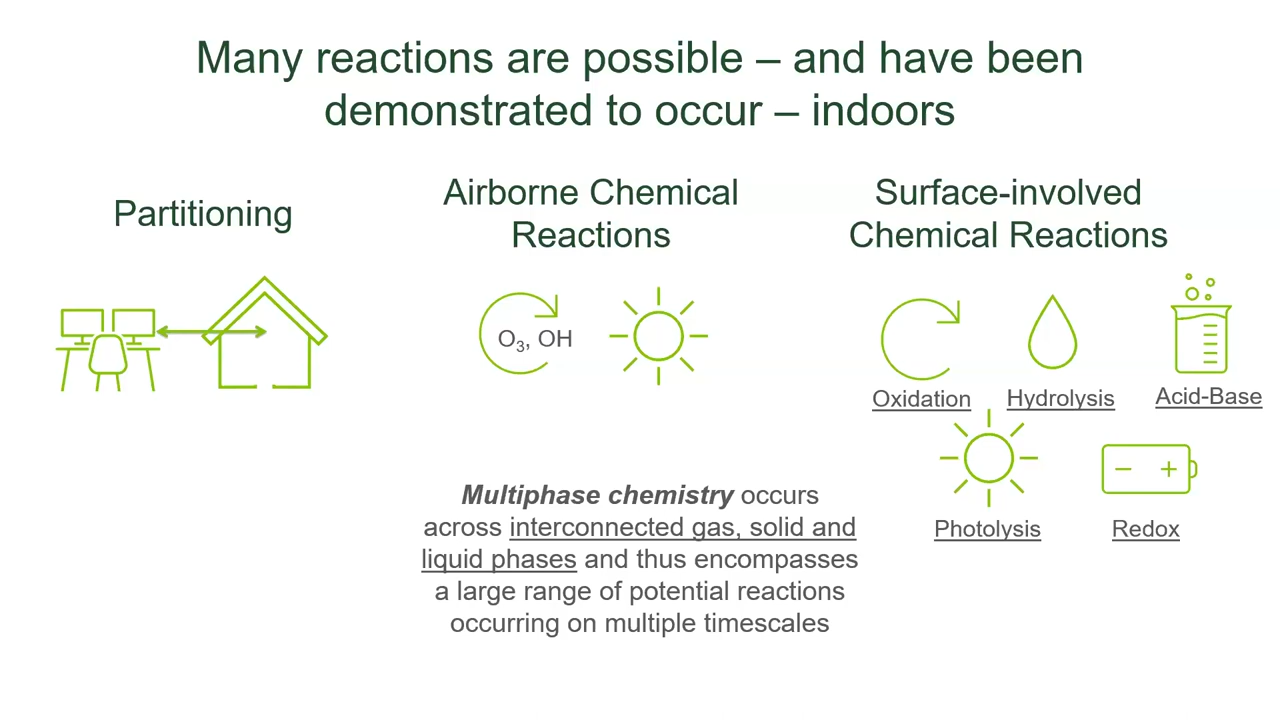 Many reactions are possible – and have been
demonstrated to occur – indoors
Partitioning
Airborne Chemical
Reactions
O₃, OH
Surface-involved
Chemical Reactions
Oxidation
Hydrolysis
Acid-Base
Photolysis
Redox
Multiphase chemistry occurs
across interconnected gas, solid and
liquid phases and thus encompasses
a large range of potential reactions
occurring on multiple timescales